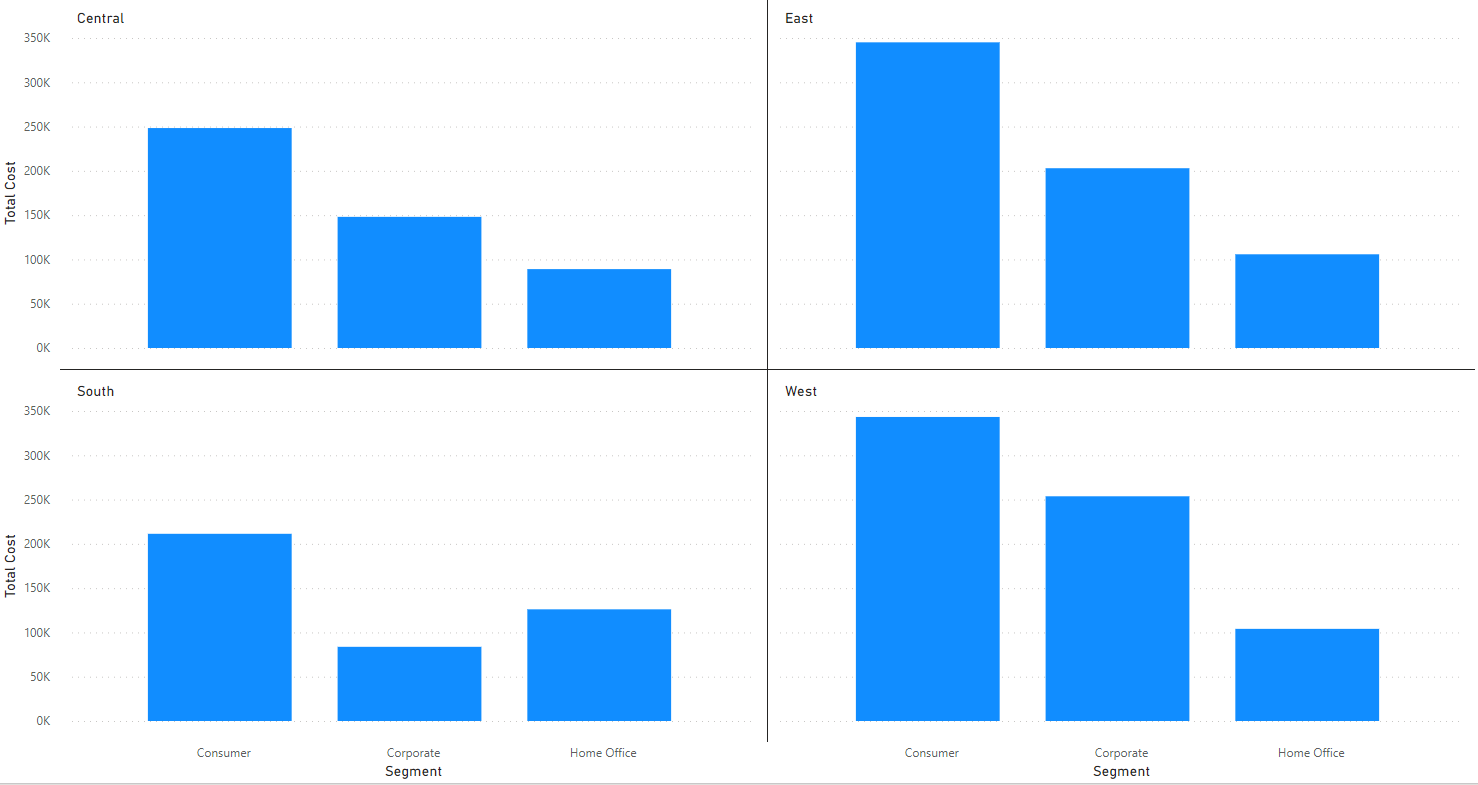 Central
East
350K
300K
250K
200K
150K
100K
50K
0K
Total Cost
South
West
350K
300K
250K
200K
150K
100K
50K
0K
Total Cost
Consumer Corporate Home Office
Segment
Consumer Corporate Home Office
Segment